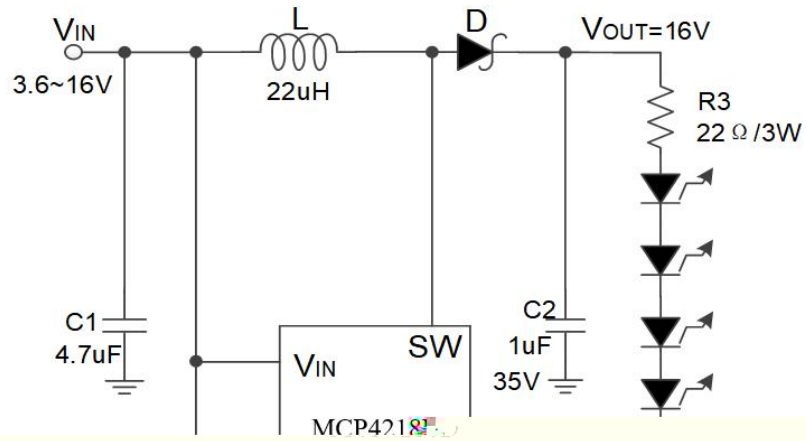 L
D
VIN
VOUT=16V
3.6~16V
22uH
R3
22 Ω/3W
C1
4.7uF
C2
1uF
35V
VIN
SW